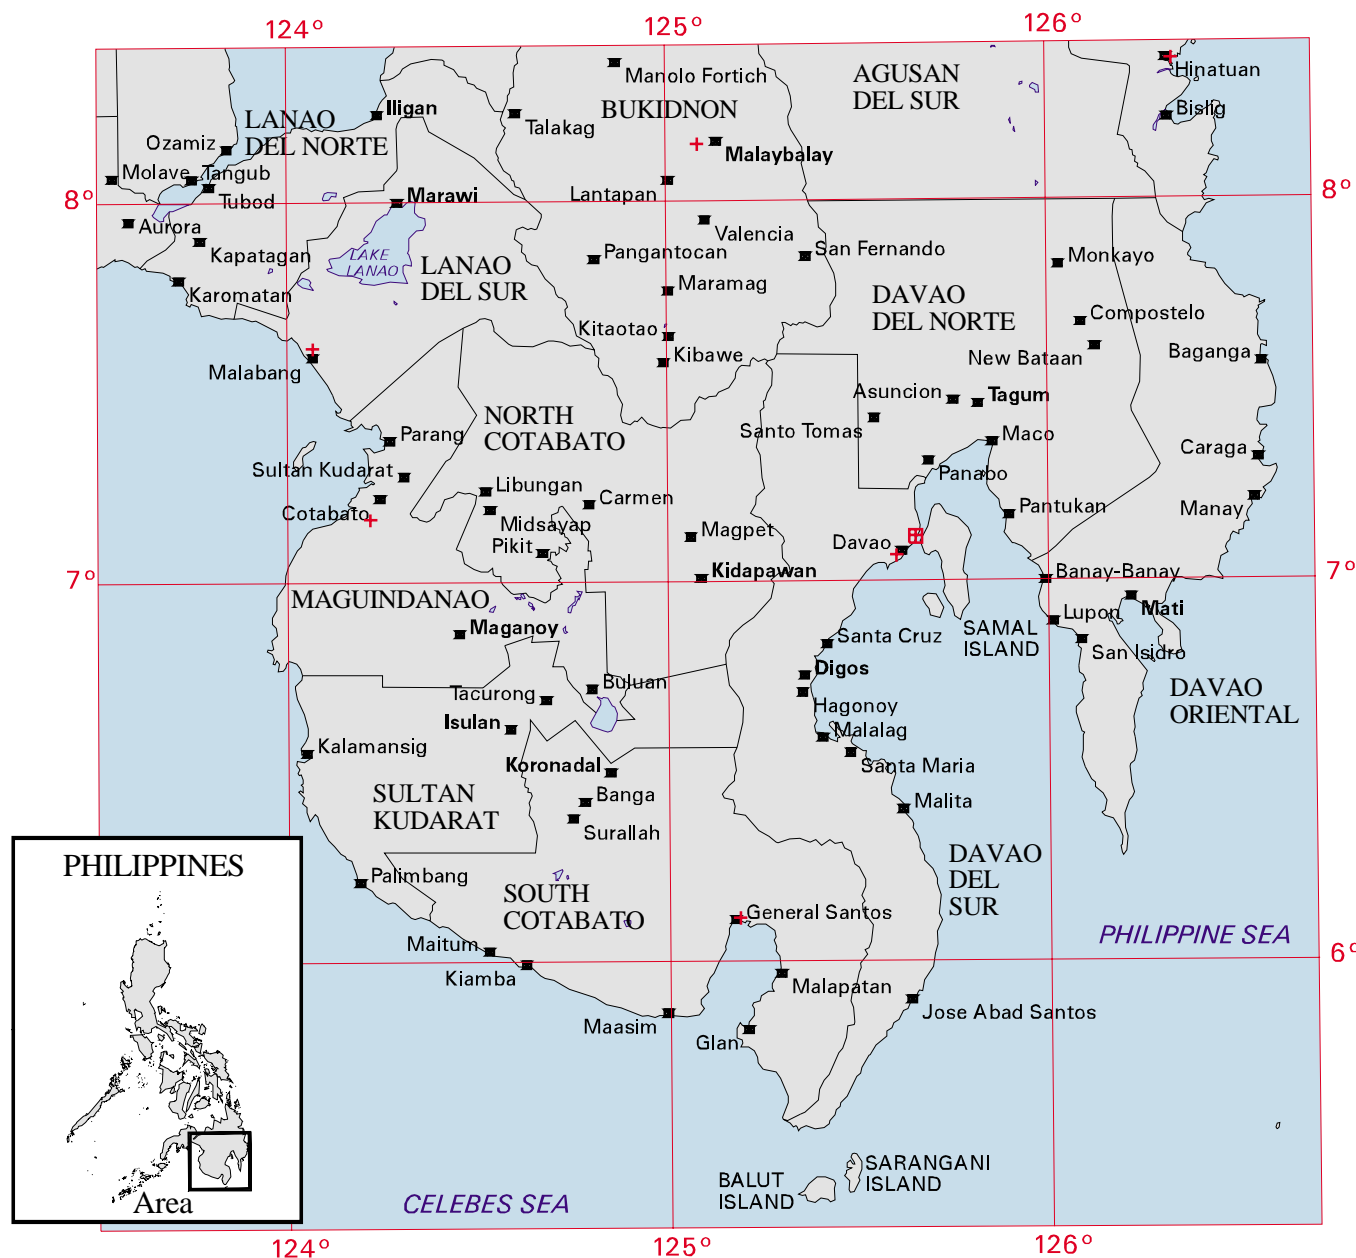 124°
125°
126°
Manolo Fortich
AGUSAN
DEL SUR
Hinatuan
BUKIDNON
Iligan
Talakag
Bislig
LANAO
DEL NORTE
Ozamiz
Malaybalay
Molave
Tangub
Tubod
Lantapan
Marawi
8°
8°
Aurora
Valencia
San Fernando
Kapatagan
Pangantocan
Monkayo
LAKE
LANAO
LANAO
DEL SUR
Karomatan
Maramag
DAVAO
DEL NORTE
Compostelo
Kitaotao
Kibawe
New Bataan
Baganga
Malabang
Asuncion
Tagum
NORTH
COTABATO
Santo Tomas
Parang
Maco
Caraga
Sultan Kudarat
Panabo
Libungan
Carmen
Pantukan
Manay
Cotabato
Midsayap
Magpet
Pikit
Davao
Kidapawan
Banay-Banay
7°
7°
MAGUINDANAO
Lupon
Mati
Maganoy
Santa Cruz
SAMAL
ISLAND
San Isidro
Digos
Buluan
Tacurong
Hagonoy
DAVAO
ORIENTAL
Isulan
Malalag
Kalamansig
Koronadal
Santa Maria
Banga
Malita
SULTAN
KUDARAT
Surallah
DAVAO
DEL
SUR
Palimbang
SOUTH
COTABATO
General Santos
PHILIPPINE SEA
Maitum
6°
Kiamba
Malapatan
Maasim
Jose Abad Santos
Glan
SARANGANI
ISLAND
BALUT
ISLAND
CELEBES SEA
PHILIPPINES
Area
124°
125°
126°